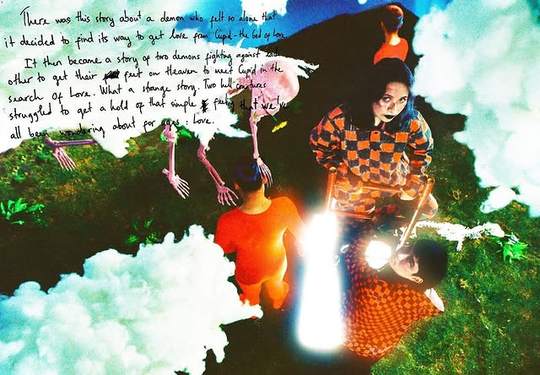 There was this story about a demon who felt so alone that
it decided to find its way to get Love from Cupid - the God of Love
It then became a story of two demons fighting against each
other to get their feet on Heaven to meet Cupid in the
search of Love. What a strange story. Two hell creatures
struggled to get a hold of that simple feeling that we've
all been wondering about for ages: Love.